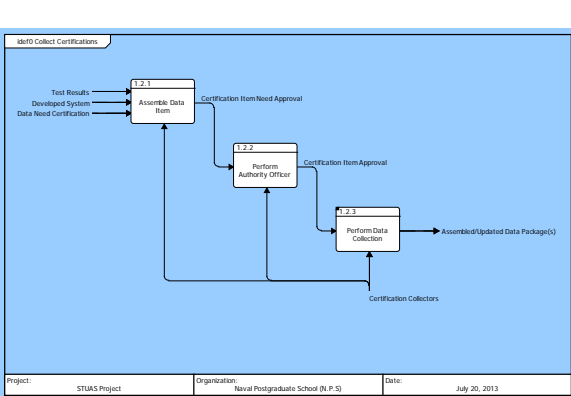 idef0 Collect Certifications
1.2.1
Assemble Data
Item
Test Results
Developed System
Data Need Certification
Certification Item Need Approval
1.2.2
Perform
Authority Officer
Certification Item Approval
1.2.3
Perform Data
Collection
Assembled/Updated Data Package(s)
Certification Collectors
Project:
STUAS Project
Organization:
Naval Postgraduate School (N.P.S)
Date:
July 20, 2013